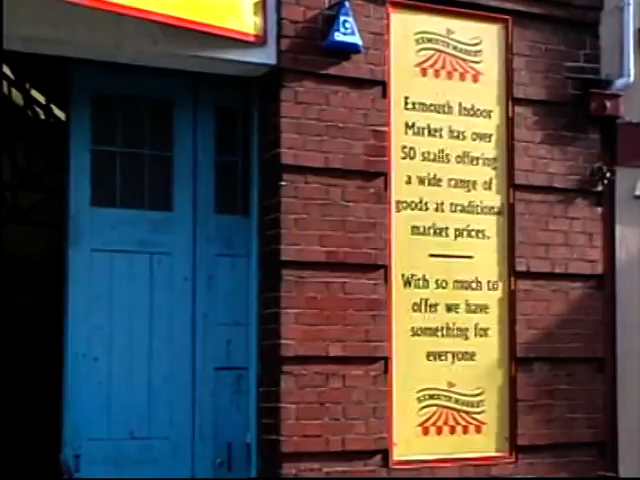 EXMOUTH MARKET
Exmouth Indoor
Market has over
50 stalls offering
a wide range of
goods at traditional
market prices.
With so much to
offer we have
something for
everyone
EXMOUTH MARKET